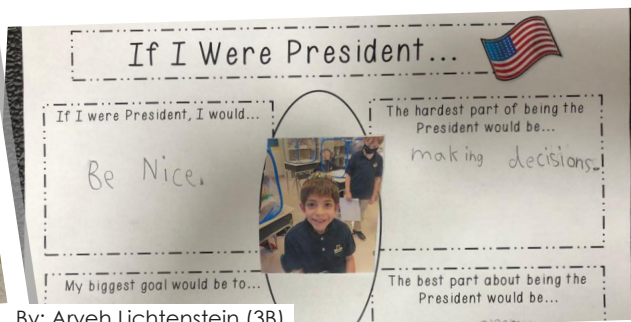 If I Were President...
If I were President, I would...
Be Nice.
The hardest part of being the
President would be...
making decisions.
My biggest goal would be to...
The best part about being the
President would be...
By: Aryeh Lichtenstein (3B)